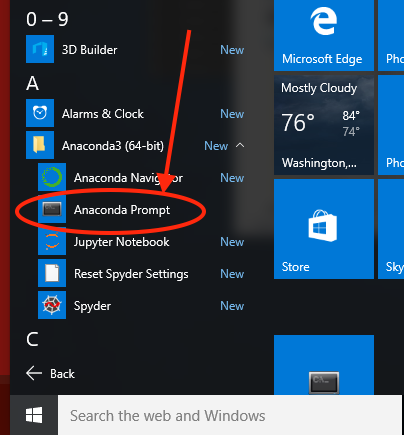 0 – 9
3D Builder New
A
Alarms & Clock New
Anaconda3 (64-bit) New
Anaconda Navigator New
Anaconda Prompt
Jupyter Notebook New
Reset Spyder Settings New
Spyder New
C
Back
Search the web and Windows
Microsoft Edge
Pho
Mostly Cloudy
76° 84°
74°
Washington,...
Pho
Store
Sky
C:\_